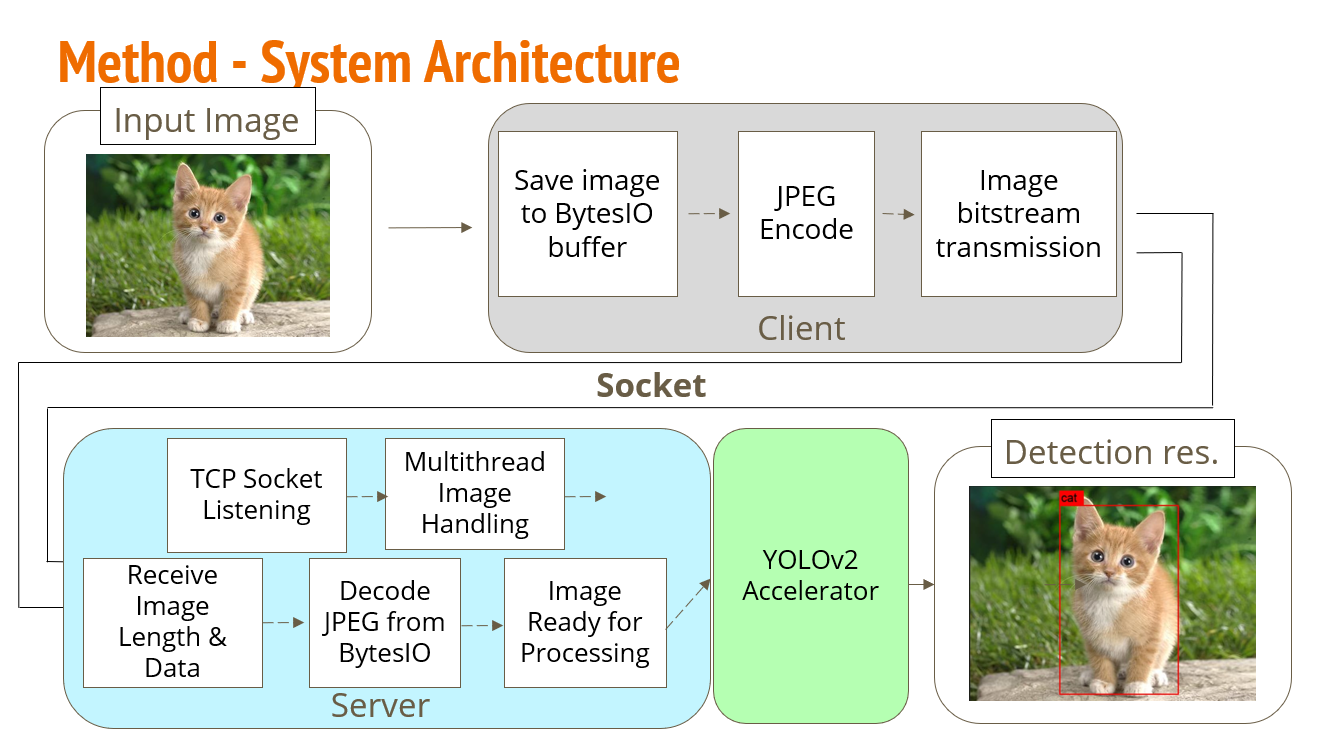 Method - System Architecture
Input Image
Save image
to BytesIO
buffer
JPEG
Encode
Image
bitstream
transmission
Client
Socket
TCP Socket
Listening
Multithread
Image
Handling
Receive
Image
Length &
Data
Decode
JPEG from
BytesIO
Image
Ready for
Processing
Server
YOLOv2
Accelerator
Detection res.
cat